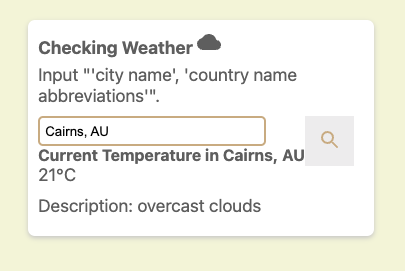 Checking Weather
Input "'city name', 'country name
abbreviations'".
Cairns, AU
Current Temperature in Cairns, AU
21°C
Description: overcast clouds